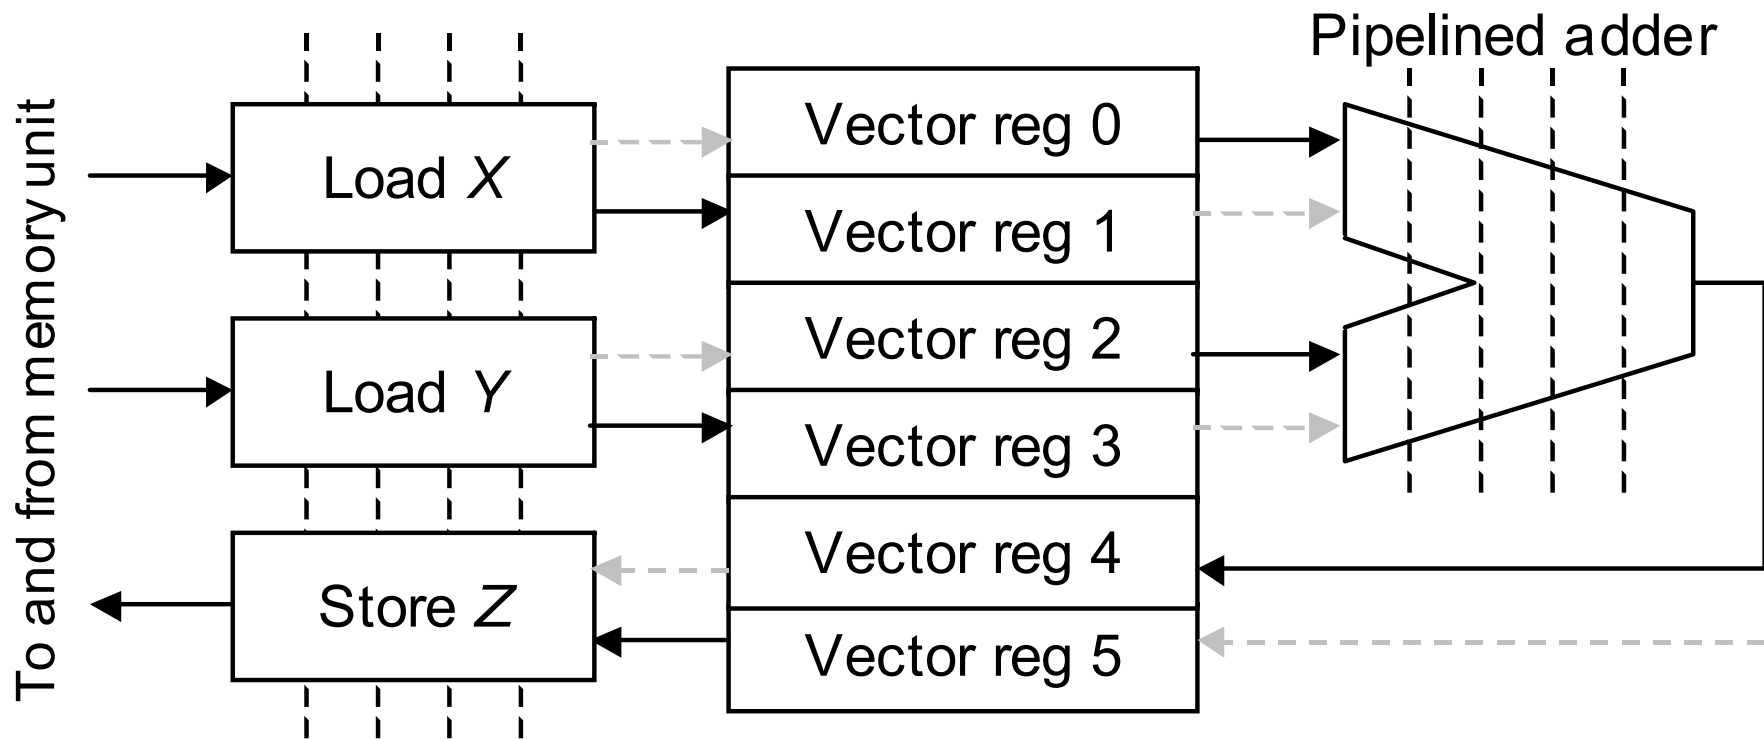 Pipelined adder
To and from memory unit
Load X
Load Y
Store Z
Vector reg 0
Vector reg 1
Vector reg 2
Vector reg 3
Vector reg 4
Vector reg 5